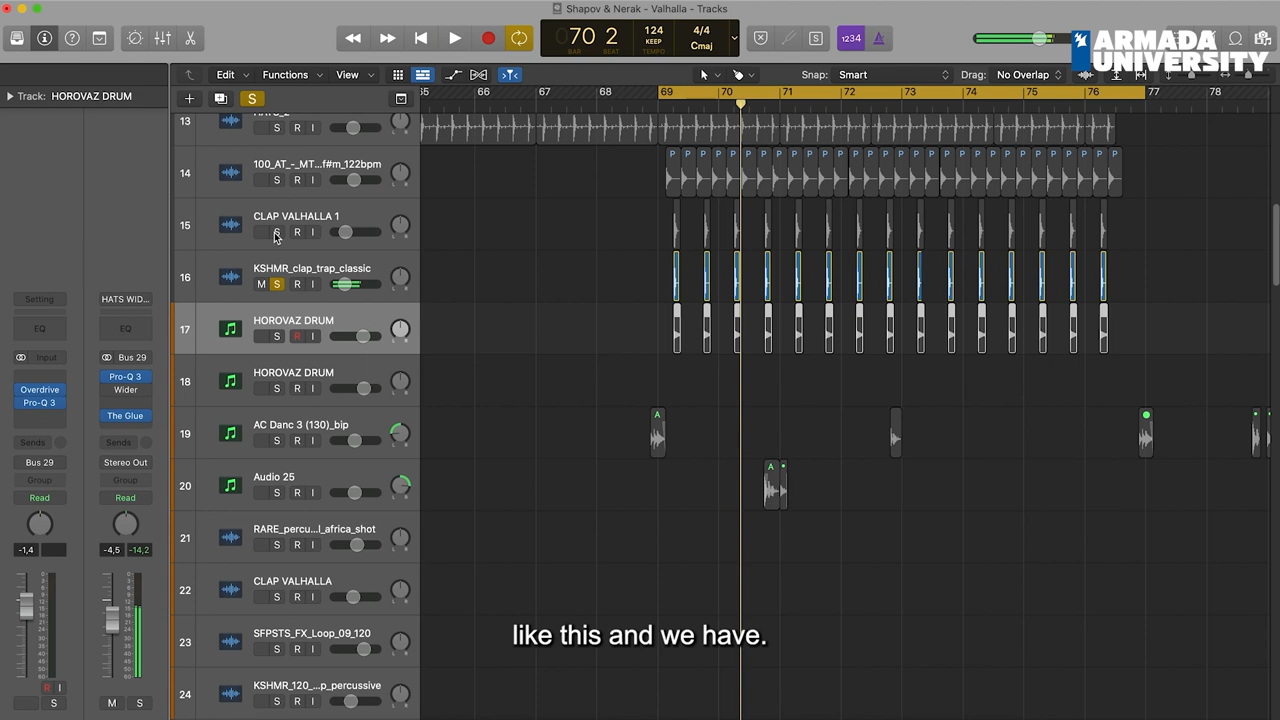 Shapov & Nerak - Valhalla - Tracks
70 2
BAR BEAT
124
KEEP
TEMPO
4/4
Cmaj
1234
ARMADA
UNIVERSITY
Track: HOROVAZ DRUM
Edit Functions View
Snap: Smart
Drag: No Overlap
S
65 66 67 68 69 70 71 72 73 74 75 76 77 78
13
S R I
14 100_AT_-_MT...f#m_122bpm
S R I
P P P P P P P P P P P P P P P P P P P P P P P P P P P P P P
15 CLAP VALHALLA 1
S R I
16 KSHMR_clap_trap_classic
M S R I
17 HOROVAZ DRUM
S R I
18 HOROVAZ DRUM
S R I
19 AC Danc 3 (130)_bip
S R I
A
20 Audio 25
S R I
A
21 RARE_percu...l_africa_shot
S R I
22 CLAP VALHALLA
S R I
23 SFPSTS_FX_Loop_09_120
S R I
24 KSHMR_120_...p_percussive
S R I
Setting HATS WID...
EQ EQ
Input Bus 29
Overdrive
Pro-Q 3
Pro-Q 3
Wider
The Glue
Sends Sends
Bus 29 Stereo Out
Group Group
Read Read
-1,4 -4,5 -14,2
R I
S M S
like this and we have.